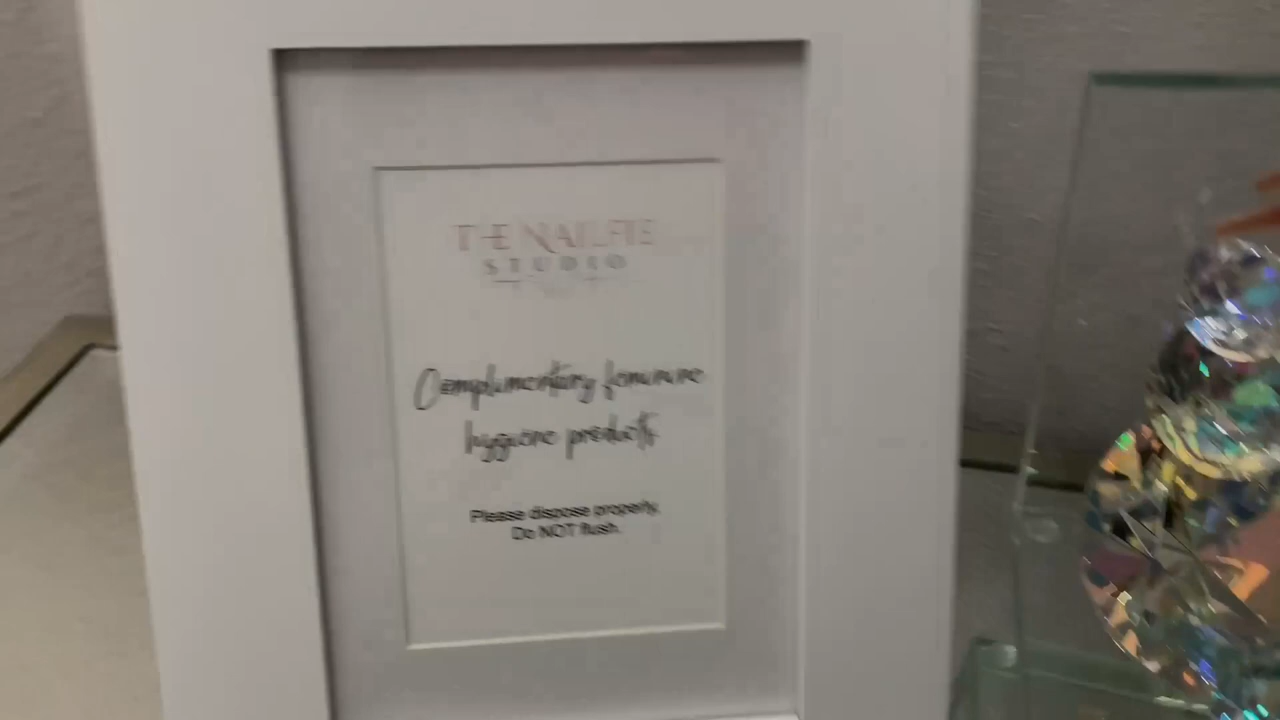 THE NAILFIE
STUDIO
Complimentary feminine
hygiene products
Please dispose properly.
Do NOT flush.